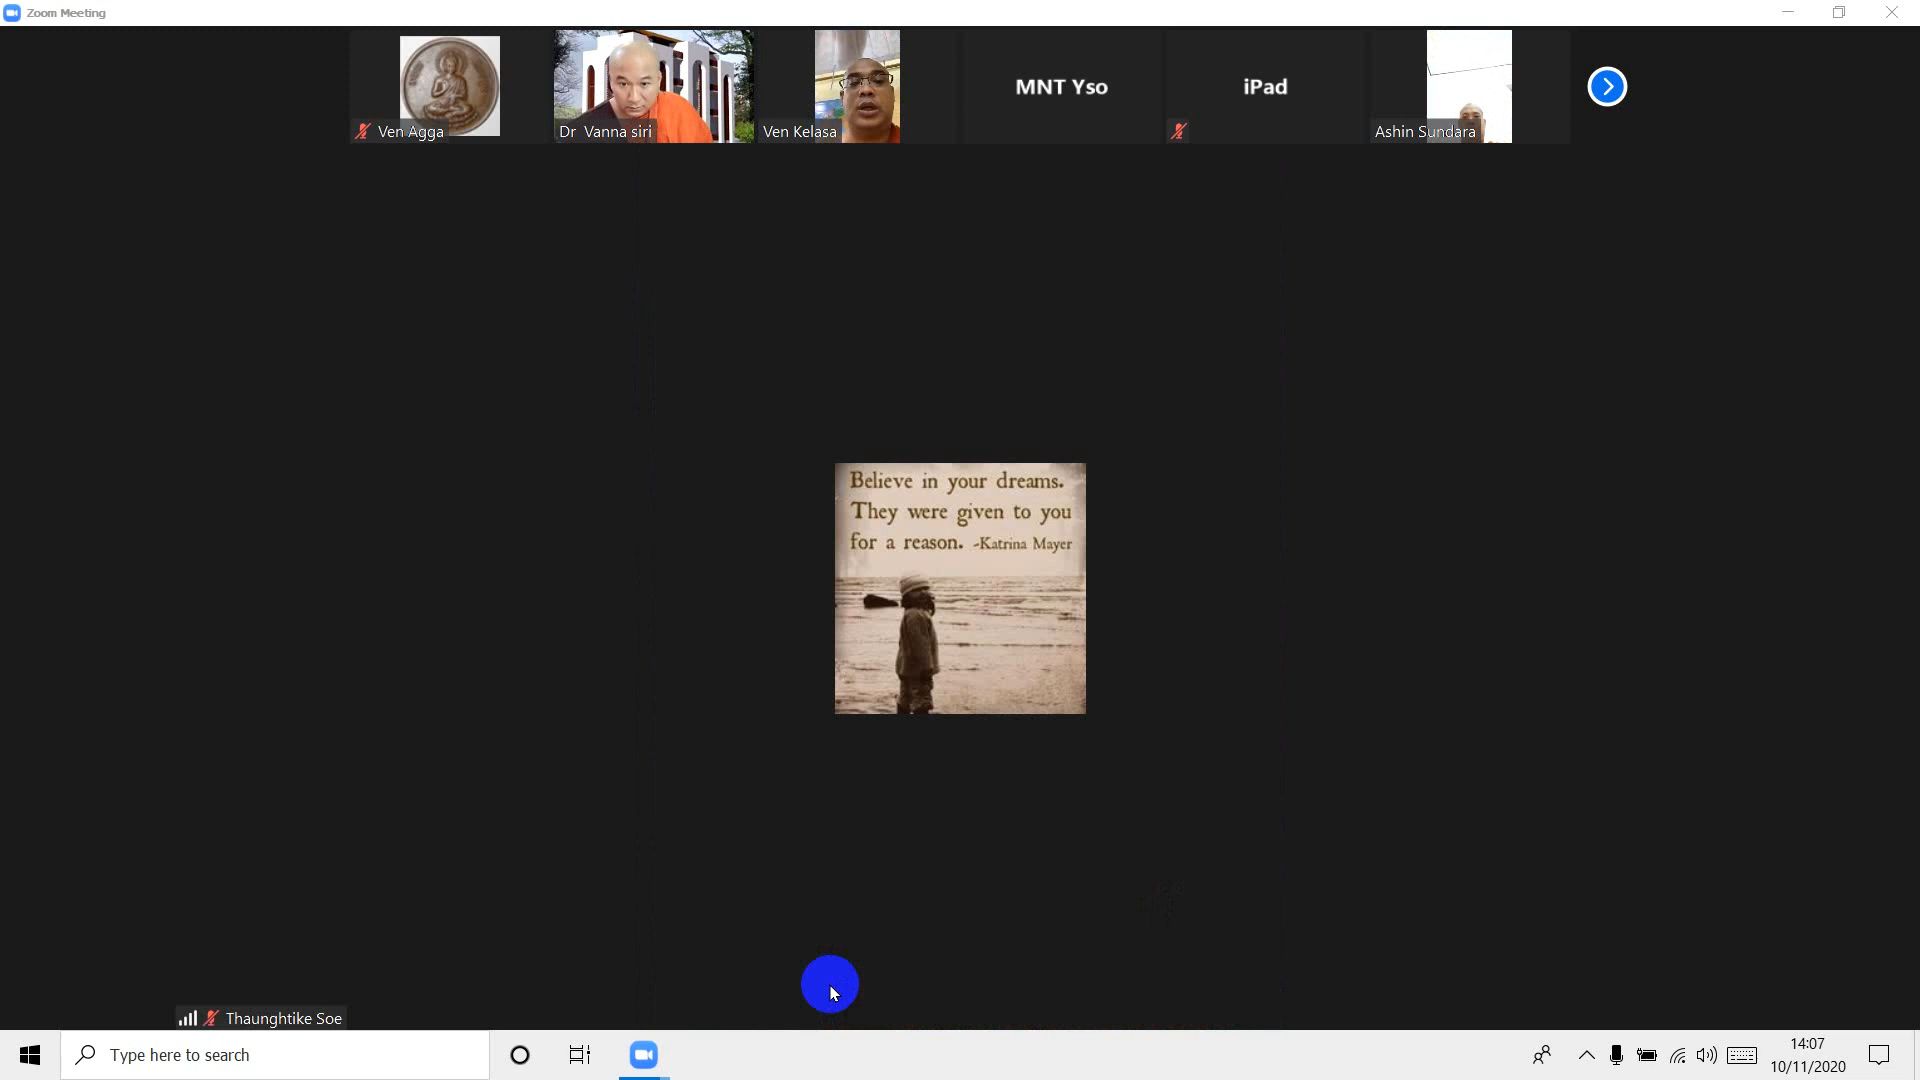 Zoom Meeting
Ven Agga
Dr Vanna siri
Ven Kelasa
MNT Yso
iPad
Ashin Sundara
Believe in your dreams.
They were given to you
for a reason. -Katrina Mayer
Thaunghtike Soe
Type here to search
14:07
10/11/2020